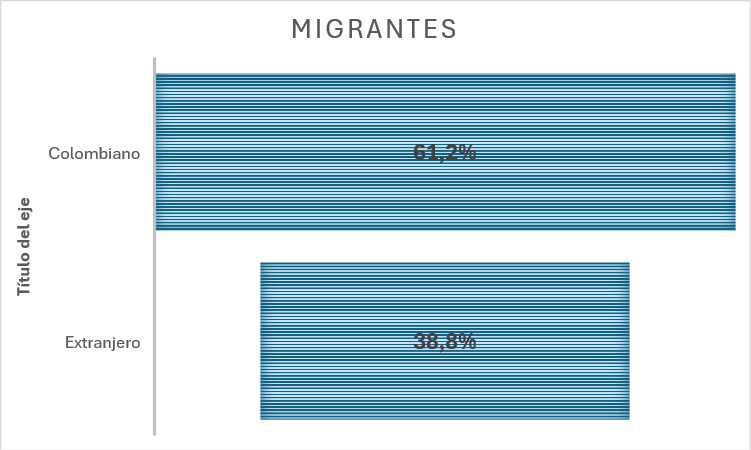 MIGRANTES
Título del eje
Colombiano
61,2%
Extranjero
38,8%